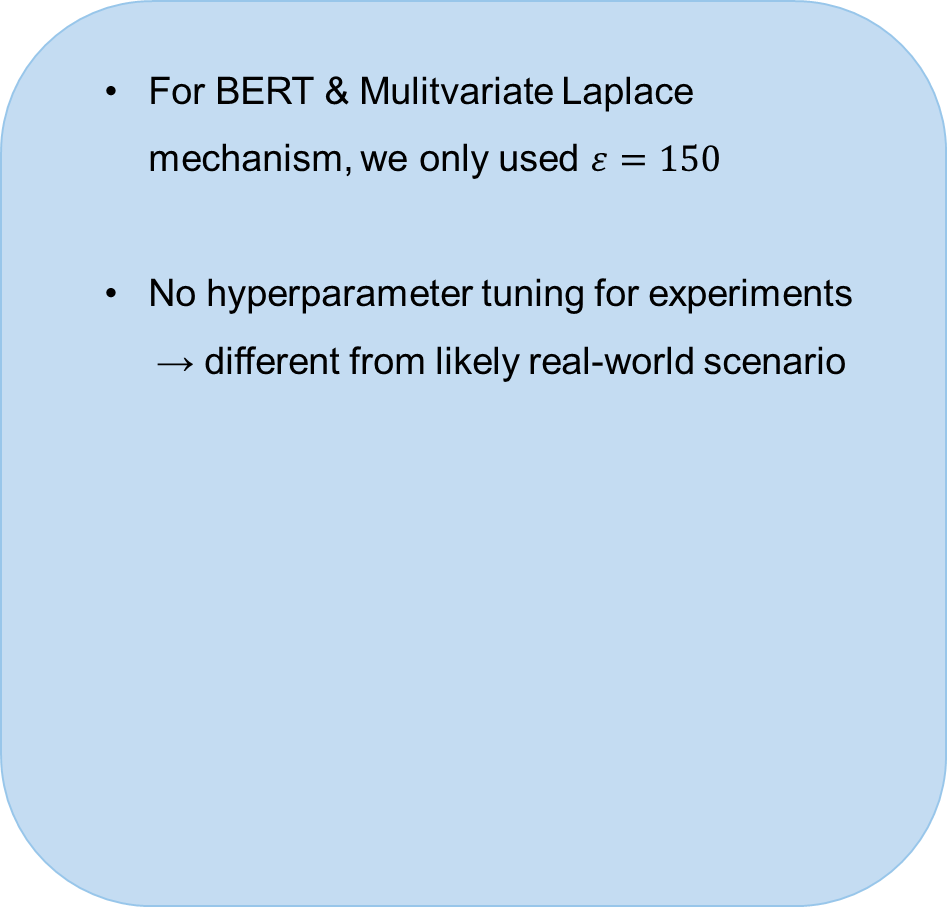 • For BERT & Mulitvariate Laplace
mechanism, we only used 𝜀 = 150
• No hyperparameter tuning for experiments
→ different from likely real-world scenario